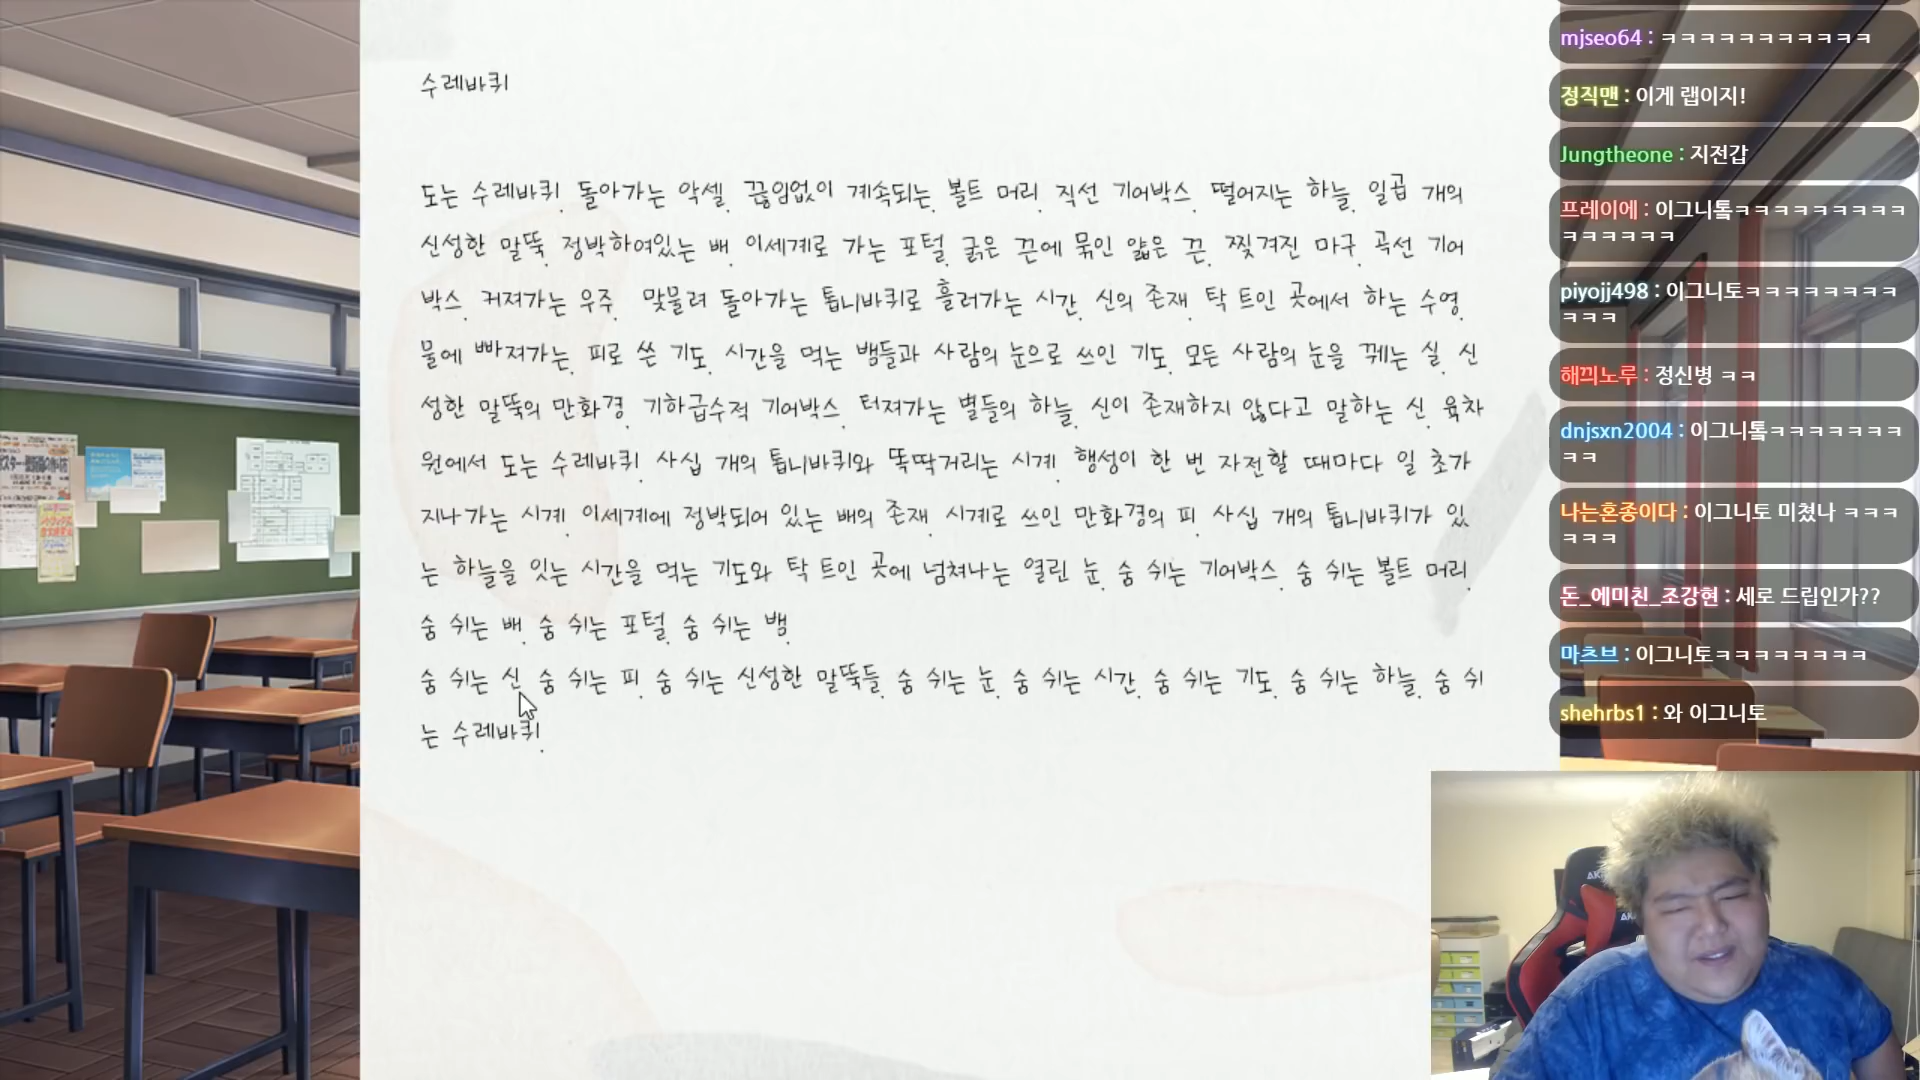 수레바퀴
도는 수레바퀴. 돌아가는 악셀. 끊임없이 계속되는. 볼트 머리. 직선 기어박스. 떨어지는 하늘. 일곱 개의
신성한 말뚝. 정박하여있는 배. 이세계로 가는 포털. 굵은 끈에 묶인 얇은 끈. 찢겨진 마구. 곡선 기어
박스. 커져가는 우주. 맞물려 돌아가는 톱니바퀴로 흘러가는 시간. 신의 존재. 탁 트인 곳에서 하는 수영.
물에 빠져가는. 피로 쓴 기도. 시간을 먹는 뱀들과 사람의 눈으로 쓰인 기도. 모든 사람의 눈을 꿰는 실. 신
성한 말뚝의 만화경. 기하급수적 기어박스. 터져가는 별들의 하늘. 신이 존재하지 않다고 말하는 신. 육차
원에서 도는 수레바퀴. 사십 개의 톱니바퀴와 똑딱거리는 시계. 행성이 한 번 자전할 때마다 일 초가
지나가는 시계. 이세계에 정박되어 있는 배의 존재. 시계로 쓰인 만화경의 피. 사십 개의 톱니바퀴가 있
는 하늘을 잇는 시간을 먹는 기도와 탁 트인 곳에 넘쳐나는 열린 눈. 숨 쉬는 기어박스. 숨 쉬는 볼트 머리.
숨 쉬는 배. 숨 쉬는 포털. 숨 쉬는 뱀.
숨 쉬는 신. 숨 쉬는 피. 숨 쉬는 신성한 말뚝들. 숨 쉬는 눈. 숨 쉬는 시간. 숨 쉬는 기도. 숨 쉬는 하늘. 숨 쉬
는 수레바퀴.
mjseo64 : ㅋㅋㅋㅋㅋㅋㅋㅋㅋㅋㅋ
정직맨 : 이게 랩이지!
Jungtheone : 지전갑
프레이에 : 이그니톸ㅋㅋㅋㅋㅋㅋㅋㅋㅋ
ㅋㅋㅋㅋㅋㅋ
piyojj498 : 이그니토ㅋㅋㅋㅋㅋㅋㅋㅋ
ㅋㅋㅋ
해끠노루 : 정신병 ㅋㅋ
dnjsxn2004 : 이그니톸ㅋㅋㅋㅋㅋㅋㅋ
ㅋㅋ
나는혼종이다 : 이그니토 미쳤나 ㅋㅋㅋ
ㅋㅋㅋ
돈_에미친_조강현 : 세로 드립인가??
마츠브 : 이그니토ㅋㅋㅋㅋㅋㅋㅋㅋ
shehrbs1 : 와 이그니토